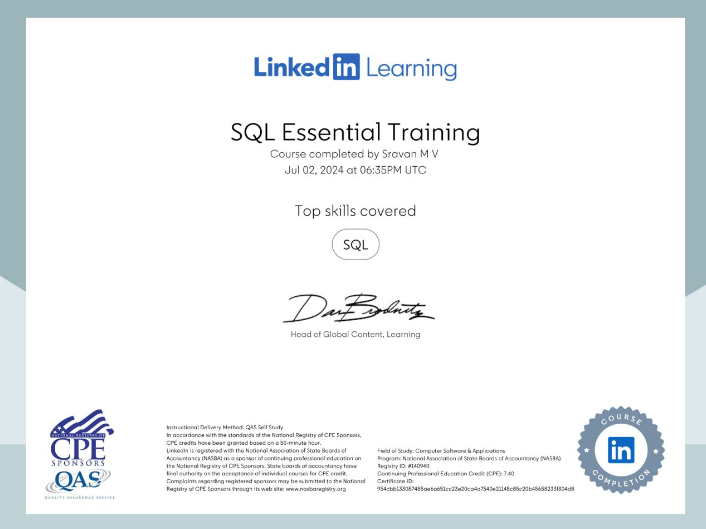 LinkedIn Learning
SQL Essential Training
Course completed by Sravan M V
Jul 02, 2024 at 06:35PM UTC
Top skills covered
SQL
Head of Global Content, Learning
NATIONAL REGISTRY OF
CPE
SPONSORS
QAS
QUALITY ASSURANCE SERVICE
Instructional Delivery Method: QAS Self Study
In accordance with the standards of the National Registry of CPE Sponsors,
CPE credits have been granted based on a 50-minute hour.
LinkedIn is registered with the National Association of State Boards of
Accountancy (NASBA) as a sponsor of continuing professional education on
the National Registry of CPE Sponsors. State boards of accountancy have
final authority on the acceptance of individual courses for CPE credit.
Complaints regarding registered sponsors may be submitted to the National
Registry of CPE Sponsors through its web site: www.nasbaregistry.org
Field of Study: Computer Software & Applications
Program: National Association of State Boards of Accountancy (NASBA)
Registry ID: #140940
Continuing Professional Education Credit (CPE): 7.40
Certificate ID:
COURSE
in
COMPLETION